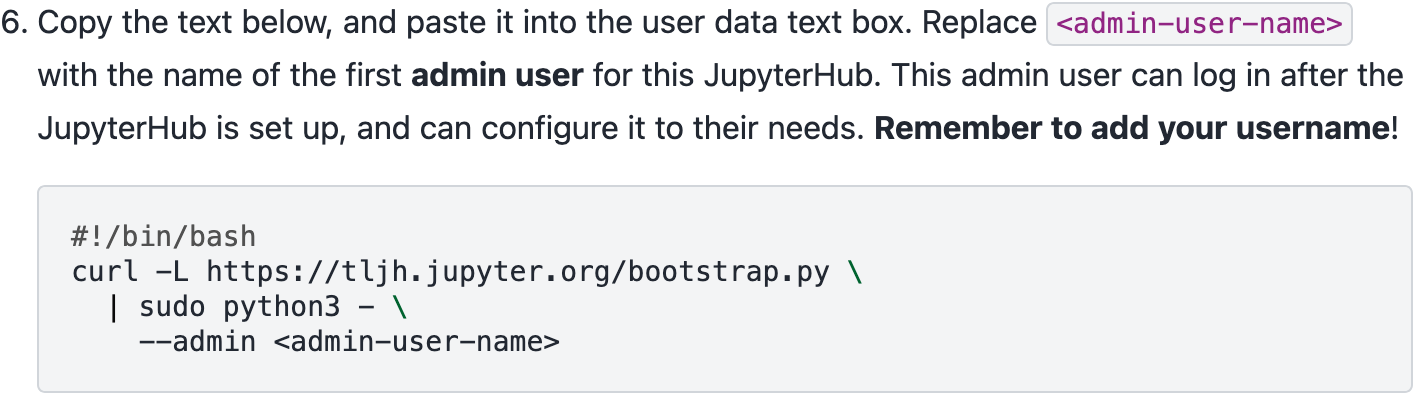 6. Copy the text below, and paste it into the user data text box. Replace <admin-user-name>
with the name of the first admin user for this JupyterHub. This admin user can log in after the
JupyterHub is set up, and can configure it to their needs. Remember to add your username!
#!/bin/bash
curl -L https://tljh.jupyter.org/bootstrap.py \
  | sudo python3 - \
    --admin <admin-user-name>